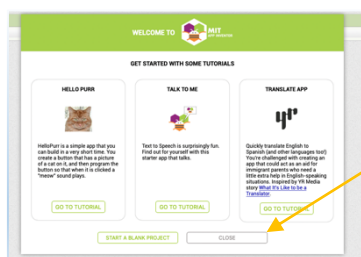 WELCOME TO MIT APP INVENTOR
GET STARTED WITH SOME TUTORIALS
HELLO PURR
HelloPurr is a simple app that you
can build in a very short time. You
create a button that has a picture
of a cat on it, and then program the
button so that when it is clicked a
"meow" sound plays.
GO TO TUTORIAL
TALK TO ME
Text to Speech is surprisingly fun.
Find out for yourself with this
starter app that talks.
GO TO TUTORIAL
TRANSLATE APP
yr
Quickly translate English to
Spanish (and other languages too!)
You're challenged with creating an
app that could act as an aid for
immigrant parents who need a
little extra help in English-speaking
situations. Inspired by YR Media
story What It's Like to be a
Translator.
GO TO TUTORIAL
START A BLANK PROJECT
CLOSE